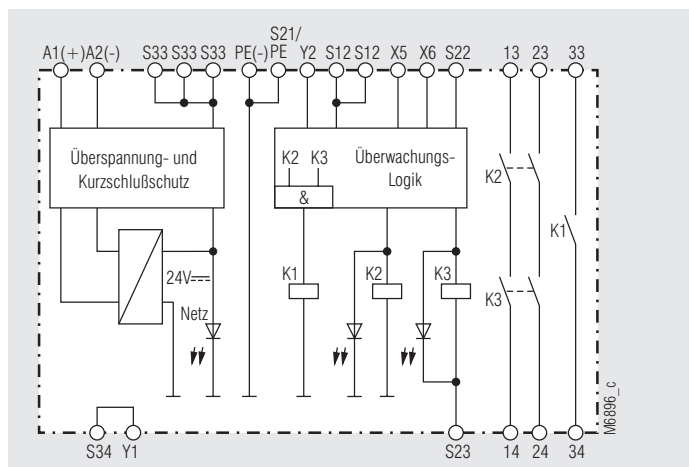 S21/
A1(+) A2(-) S33 S33 S33 PE(-) PE Y2 S12 S12 X5 X6 S22 13 23 33
Überspannung- und
Kurzschlußschutz
K2 K3
&
Überwachungs-
Logik
K2
K1
24V
Netz
K1
K2
K3
K3
M6896_c
S34 Y1 S23 14 24 34